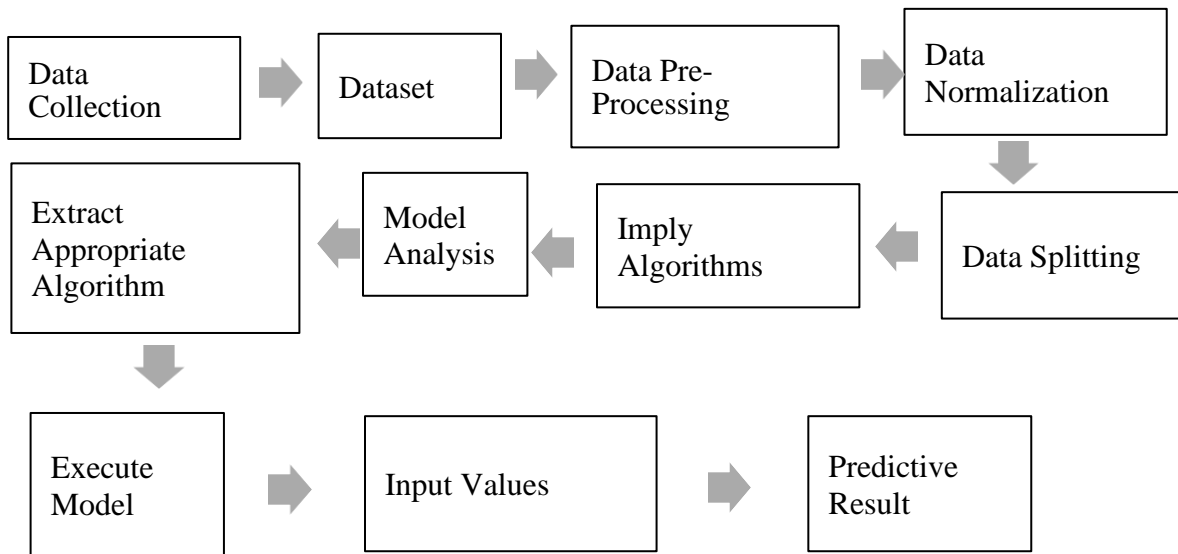 Data
Collection
Dataset
Data Pre-
Processing
Data
Normalization
Data Splitting
Imply
Algorithms
Model
Analysis
Extract
Appropriate
Algorithm
Execute
Model
Input Values
Predictive
Result